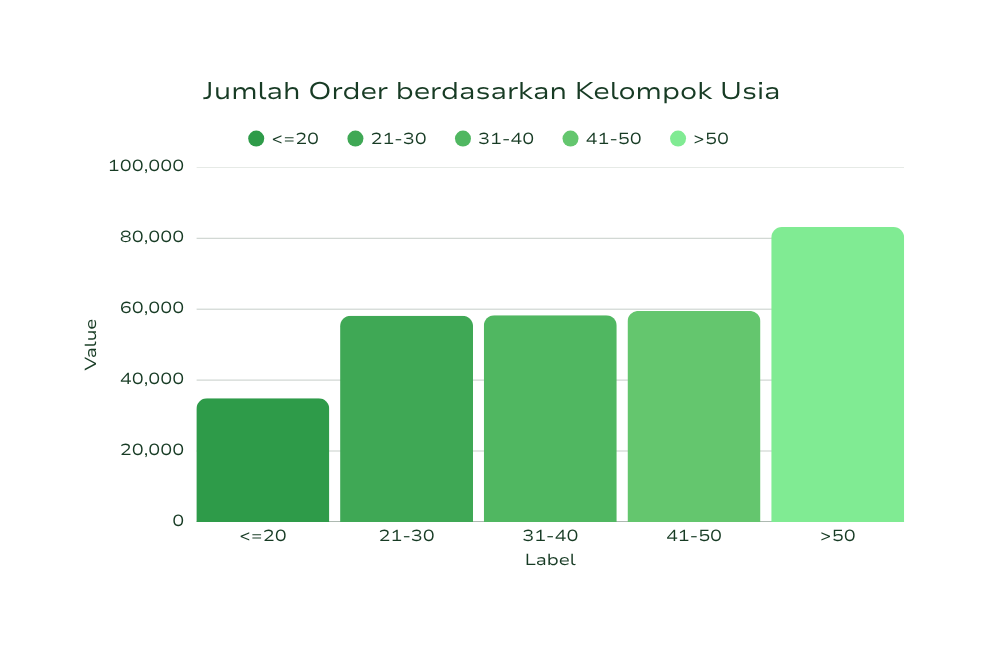 Jumlah Order berdasarkan Kelompok Usia
<=20 21-30 31-40 41-50 >50
100,000
80,000
60,000
40,000
20,000
0
Value
<=20 21-30 31-40 41-50 >50
Label